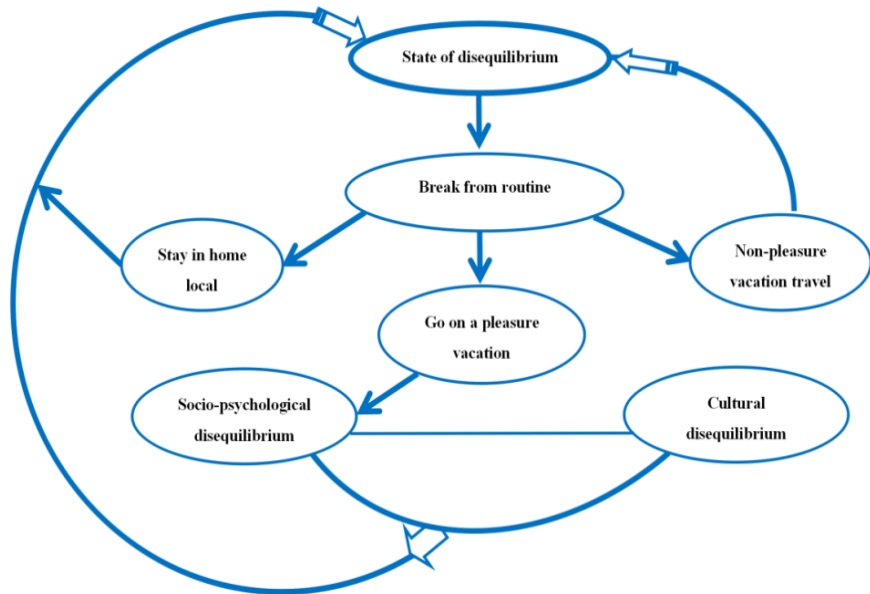 State of disequilibrium
Break from routine
Stay in home
local
Non-pleasure
vacation travel
Go on a pleasure
vacation
Socio-psychological
disequilibrium
Cultural
disequilibrium